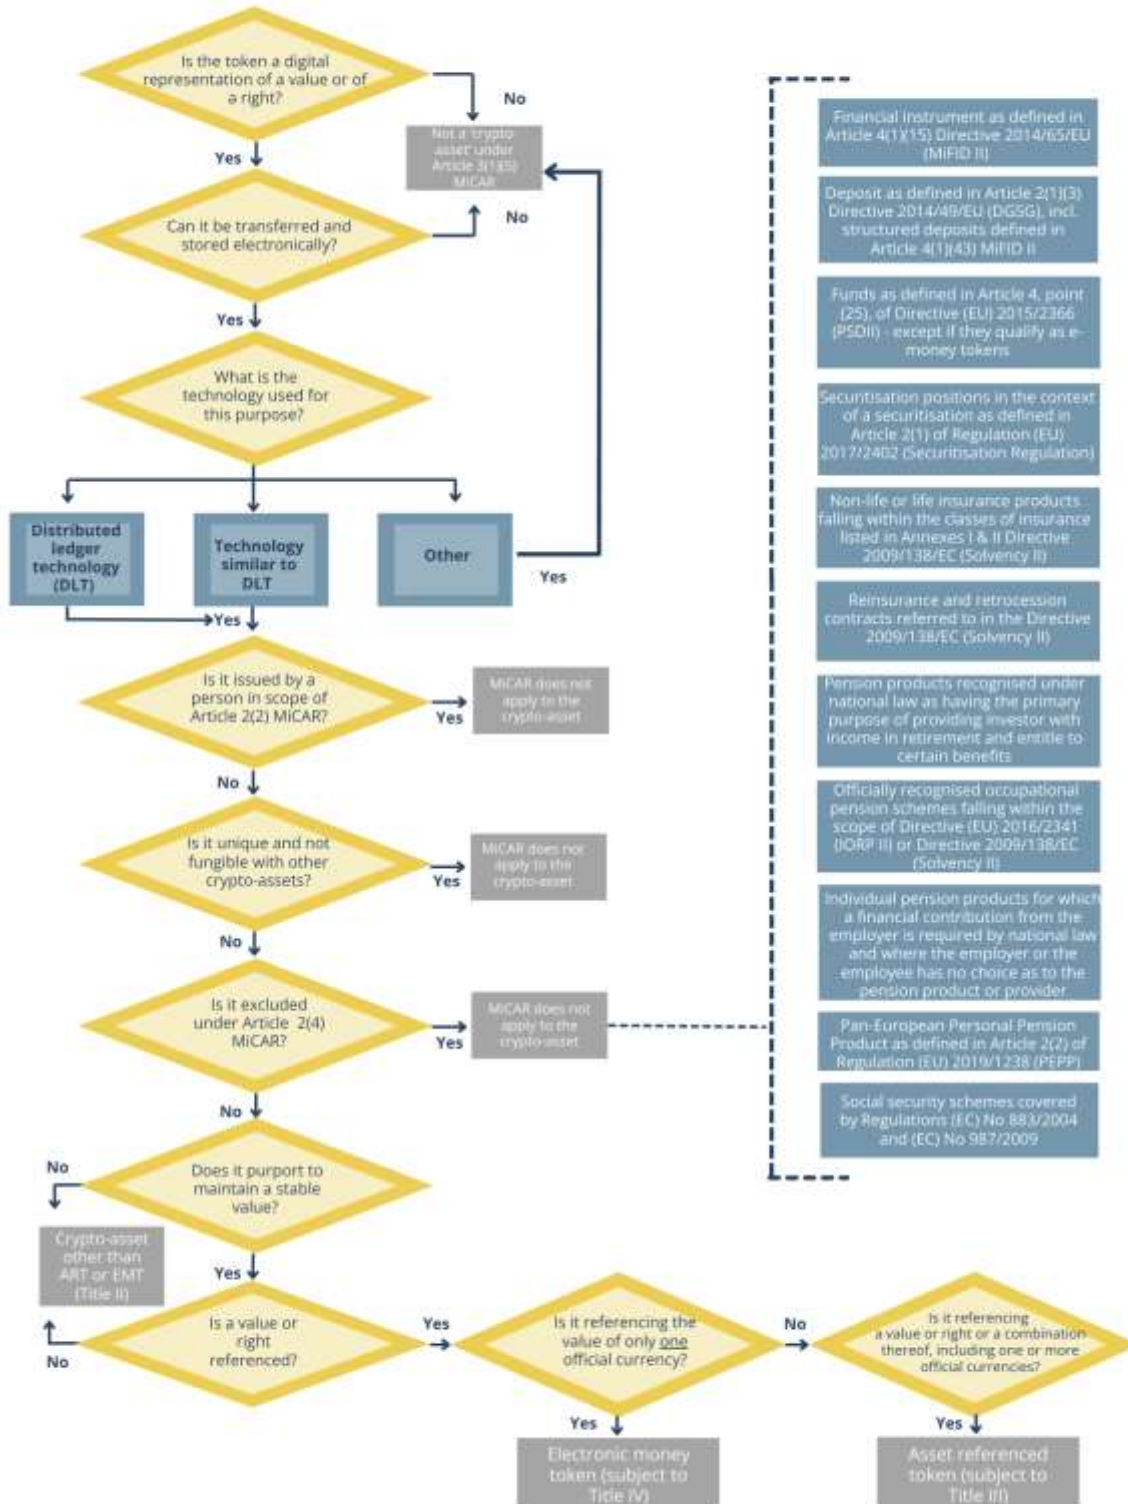 Is the token a digital
representation of a value or of
a right?
No
Not a 'crypto-
asset' under
Article 3(1)(5)
MiCAR
Yes
Can it be transferred and
stored electronically?
No
Yes
What is the
technology used for
this purpose?
Distributed
ledger
technology
(DLT)
Technology
similar to
DLT
Other
Yes
Yes
Is it issued by a
person in scope of
Article 2(2) MiCAR?
Yes
MiCAR does not
apply to the
crypto-asset
No
Is it unique and not
fungible with other
crypto-assets?
Yes
MiCAR does not
apply to the
crypto-asset
No
Is it excluded
under Article 2(4)
MiCAR?
Yes
MiCAR does not
apply to the
crypto-asset
No
Does it purport to
maintain a stable
value?
No
Crypto-asset
other than
ART or EMT
(Title II)
Yes
Is a value or
right
referenced?
No
Yes
Is it referencing the
value of only one
official currency?
No
Is it referencing
a value or right or a combination
thereof, including one or more
official currencies?
Yes
Electronic money
token (subject to
Title IV)
Yes
Asset referenced
token (subject to
Title III)
Financial instrument as defined in
Article 4(1)(15) Directive 2014/65/EU
(MiFID II)
Deposit as defined in Article 2(1)(3)
Directive 2014/49/EU (DGSG), incl.
structured deposits defined in
Article 4(1)(43) MiFID II
Funds as defined in Article 4, point
(25), of Directive (EU) 2015/2366
(PSDII) - except if they qualify as e-
money tokens
Securitisation positions in the context
of a securitisation as defined in
Article 2(1) of Regulation (EU)
2017/2402 (Securitisation Regulation)
Non-life or life insurance products
falling within the classes of insurance
listed in Annexes I & II Directive
2009/138/EC (Solvency II)
Reinsurance and retrocession
contracts referred to in the Directive
2009/138/EC (Solvency II)
Pension products recognised under
national law as having the primary
purpose of providing investor with
income in retirement and entitle to
certain benefits
Officially recognised occupational
pension schemes falling within the
scope of Directive (EU) 2016/2341
(IORP II) or Directive 2009/138/EC
(Solvency II)
Individual pension products for which
a financial contribution from the
employer is required by national law
and where the employer or the
employee has no choice as to the
pension product or provider
Pan-European Personal Pension
Product as defined in Article 2(2) of
Regulation (EU) 2019/1238 (PEPP)
Social security schemes covered
by Regulations (EC) No 883/2004
and (EC) No 987/2009